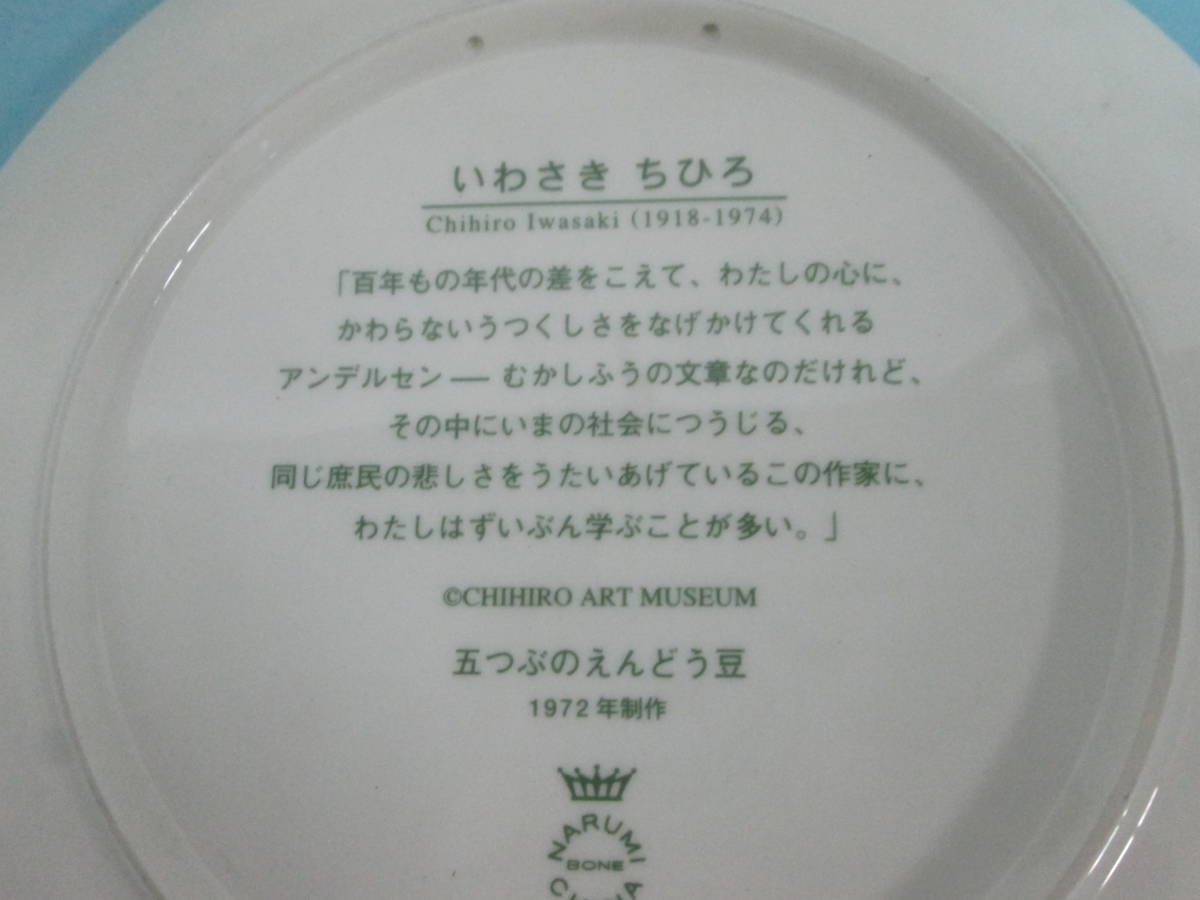 いわさき ちひろ
Chihiro Iwasaki (1918-1974)
「百年もの年代の差をこえて、わたしの心に、
かわらないうつくしさをなげかけてくれる
アンデルセン ― むかしふうの文章なのだけれど、
その中にいまの社会につうじる、
同じ庶民の悲しさをうたいあげているこの作家に、
わたしはずいぶん学ぶことが多い。」
©CHIHIRO ART MUSEUM
五つぶのえんどう豆
1972年制作
NARUMI
BONE